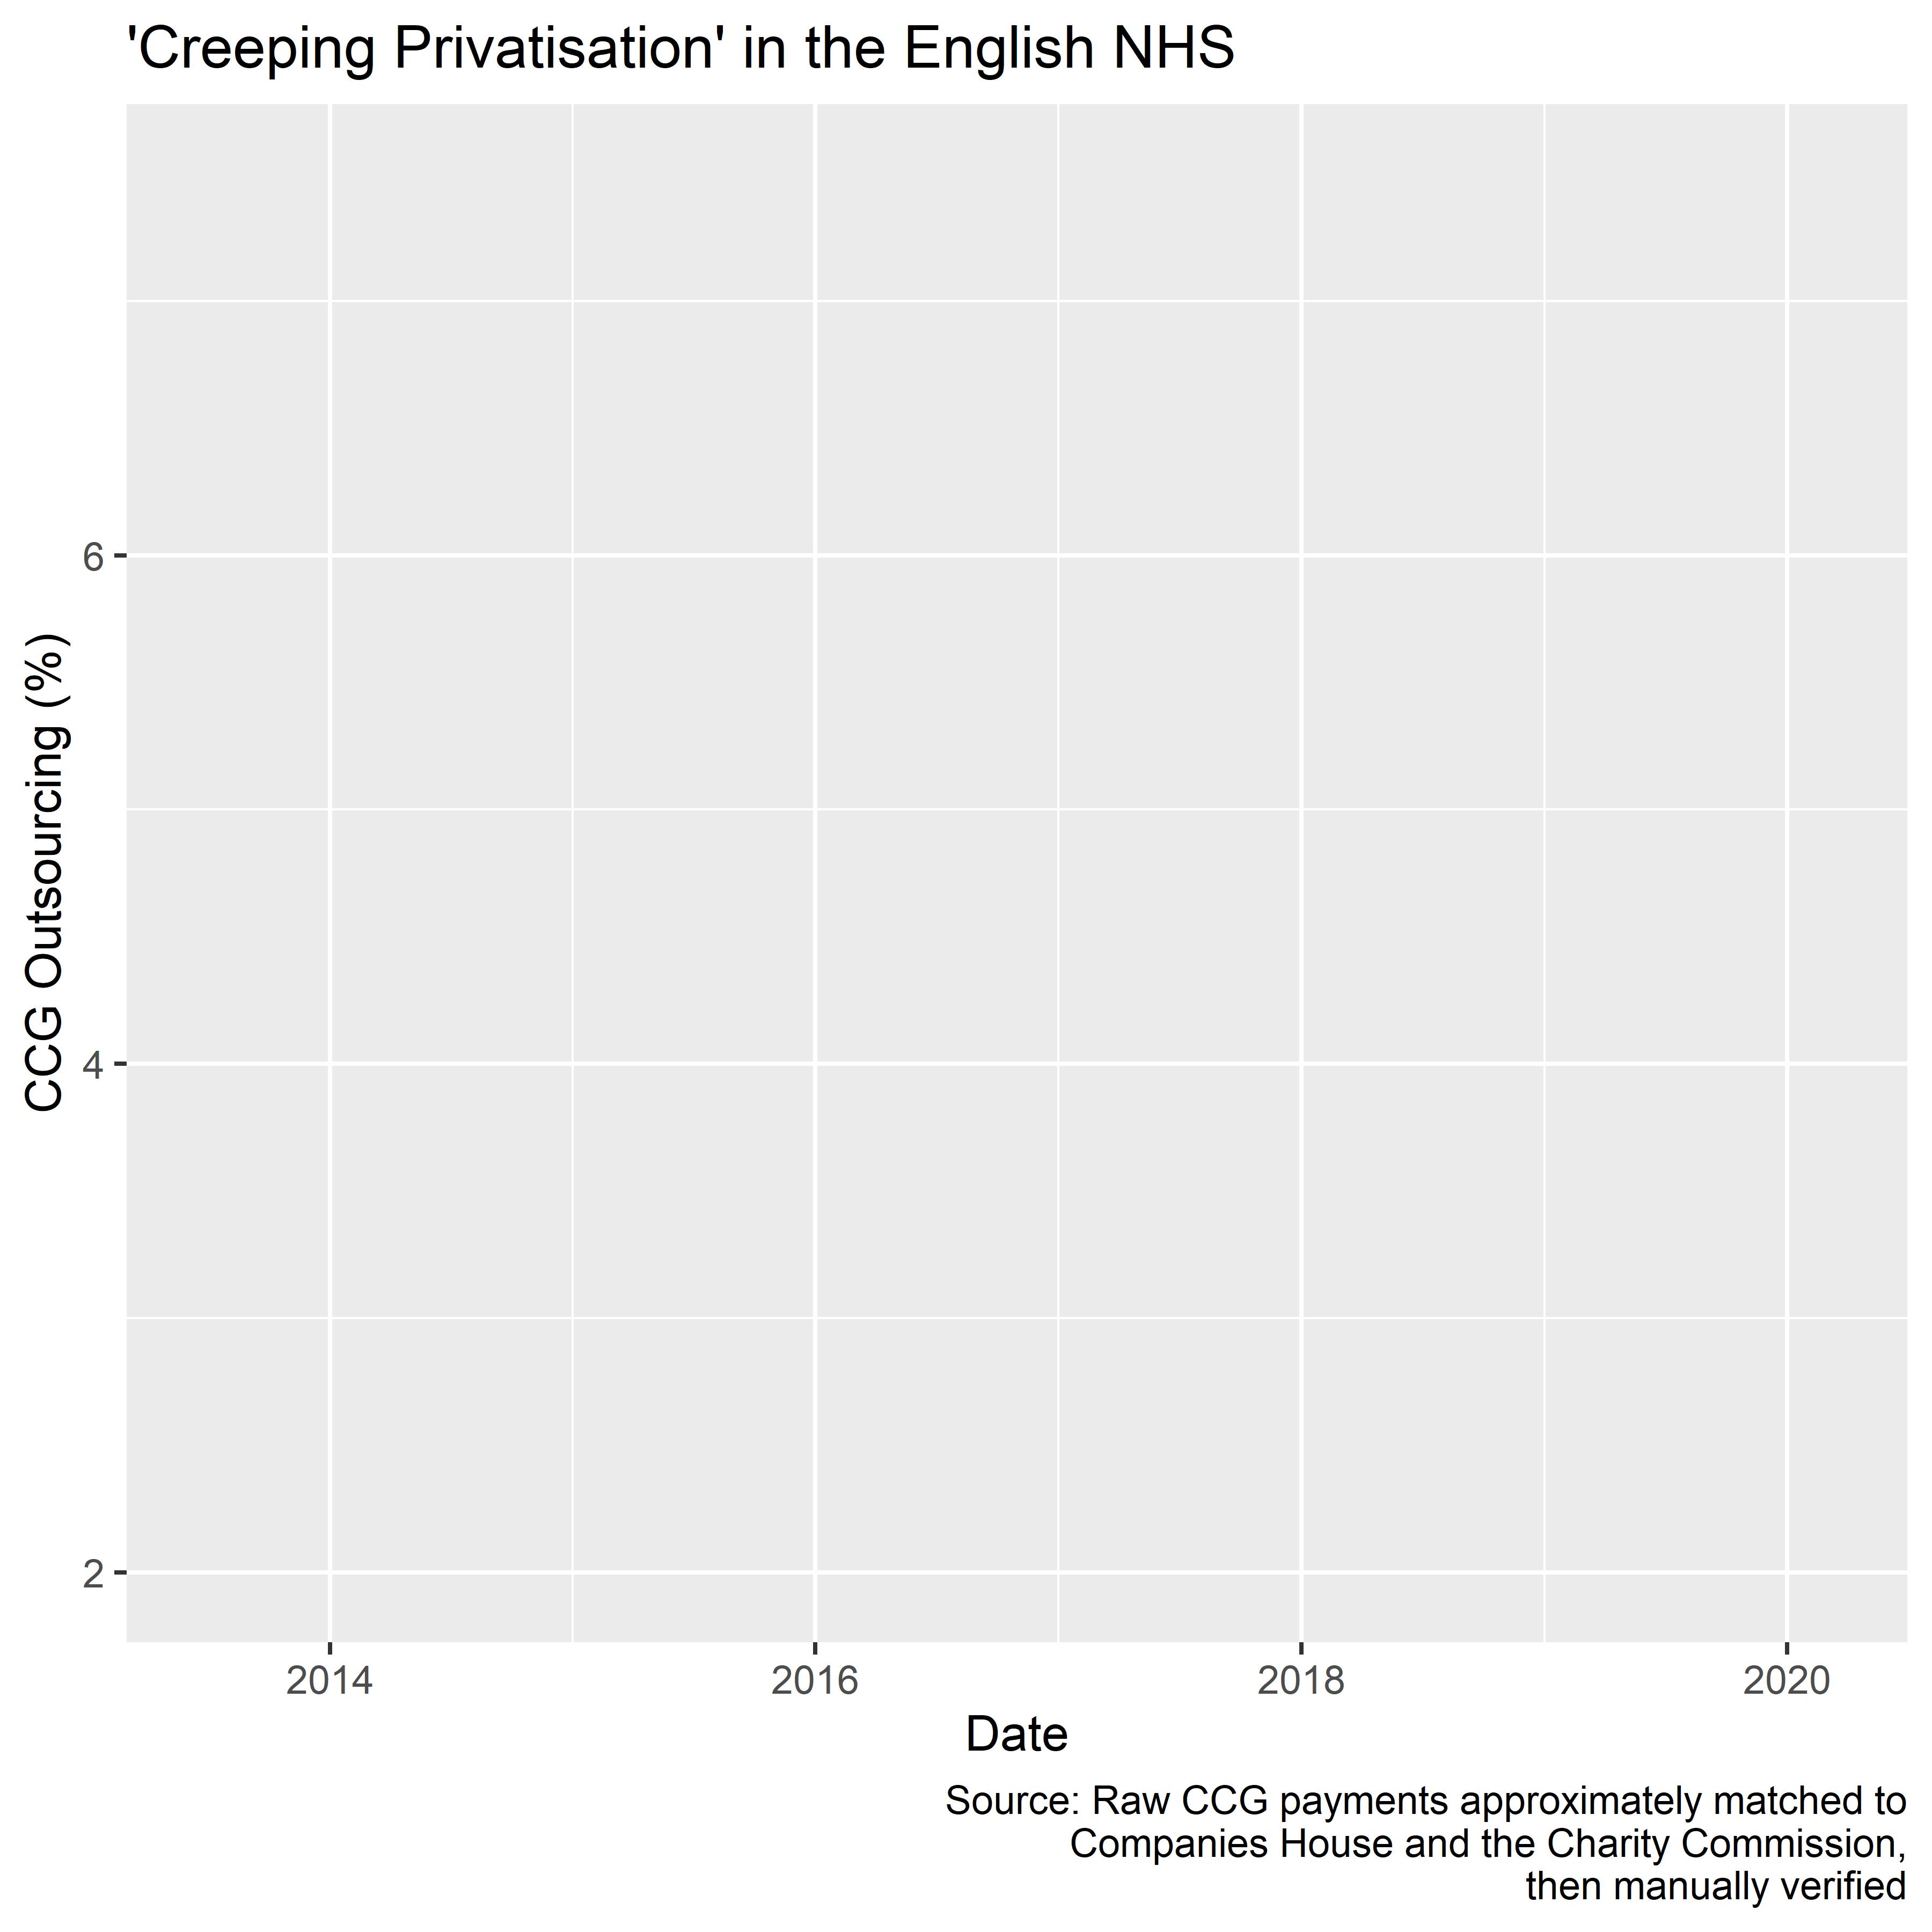 'Creeping Privatisation' in the English NHS
CCG Outsourcing (%)
6
4
2
2014
2016
2018
2020
Date
Source: Raw CCG payments approximately matched to
Companies House and the Charity Commission,
then manually verified